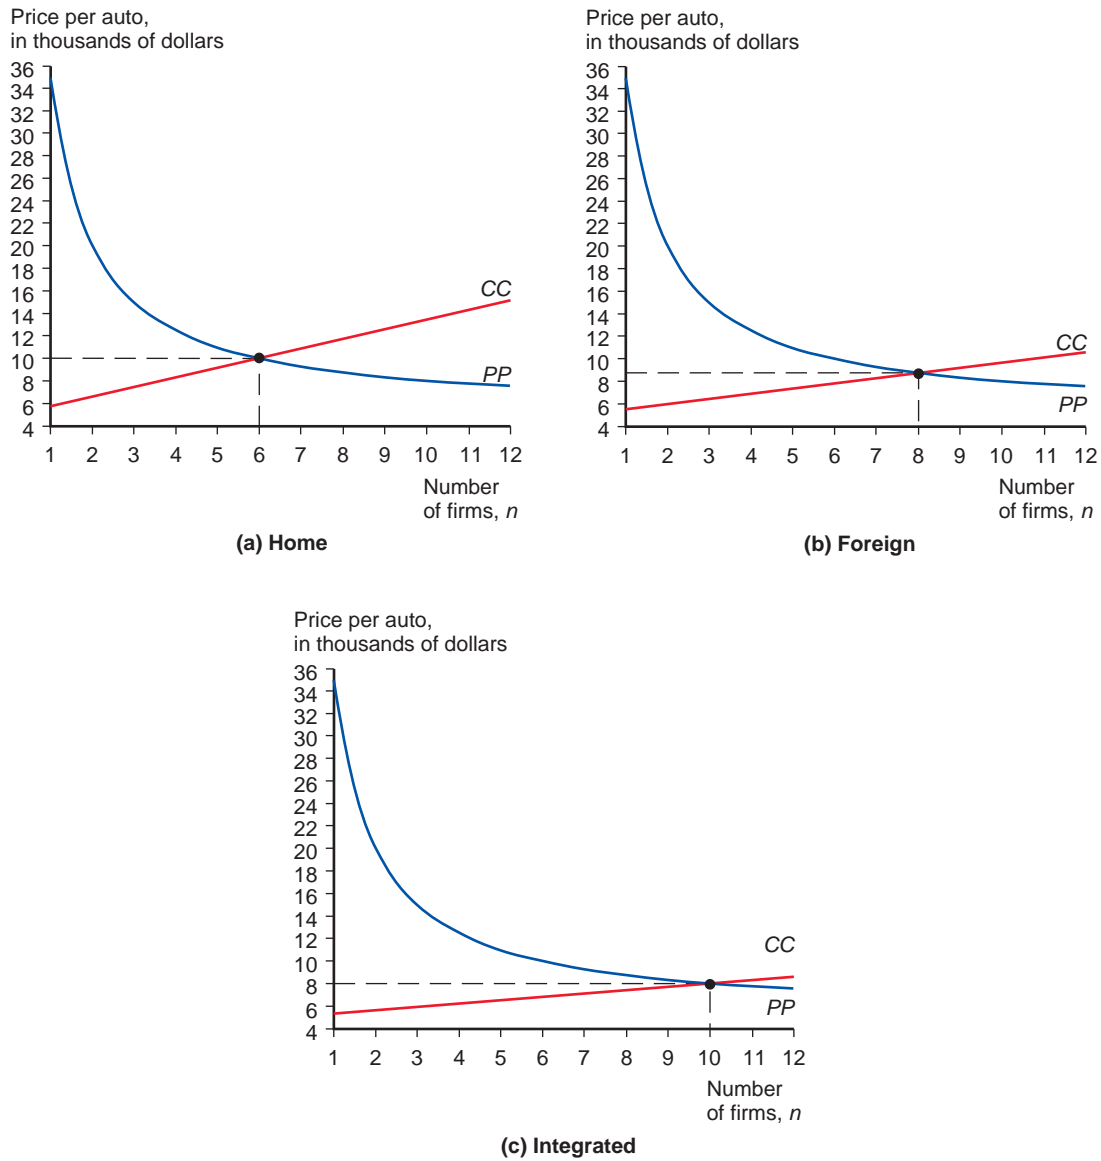 Price per auto,
in thousands of dollars
36
34
32
30
28
26
24
22
20
18
16
14
12
10
8
6
4
CC
PP
1 2 3 4 5 6 7 8 9 10 11 12
Number
of firms, n
(a) Home
Price per auto,
in thousands of dollars
36
34
32
30
28
26
24
22
20
18
16
14
12
10
8
6
4
CC
PP
1 2 3 4 5 6 7 8 9 10 11 12
Number
of firms, n
(b) Foreign
Price per auto,
in thousands of dollars
36
34
32
30
28
26
24
22
20
18
16
14
12
10
8
6
4
CC
PP
1 2 3 4 5 6 7 8 9 10 11 12
Number
of firms, n
(c) Integrated